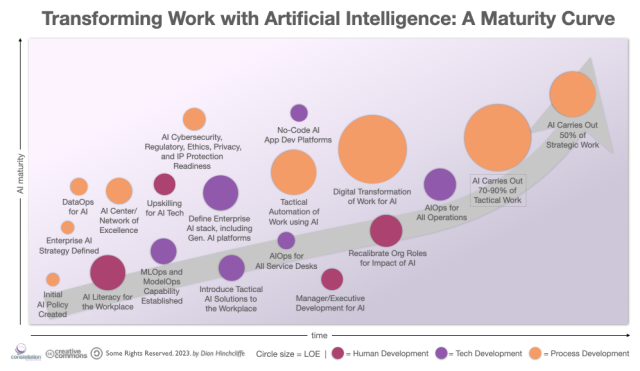 Transforming Work with Artificial Intelligence: A Maturity Curve
AI maturity
AI Cybersecurity,
Regulatory, Ethics, Privacy,
and IP Protection
Readiness
No-Code AI
App Dev Platforms
AI Carries Out
50% of
Strategic Work
DataOps
for AI
AI Center/
Network of
Excellence
Upskilling
for AI Tech
Define Enterprise
AI stack, including
Gen. AI platforms
Tactical
Automation of
Work using AI
Digital Transformation
of Work for AI
AIOps for
All Operations
AI Carries Out
70-90% of
Tactical Work
Enterprise AI
Strategy Defined
Initial
AI Policy
Created
AI Literacy for
the Workplace
MLOps and
ModelOps
Capability
Established
Introduce Tactical
AI Solutions to
the Workplace
AIOps for
All Service Desks
Manager/Executive
Development for AI
Recalibrate Org Roles
for Impact of AI
time
constellation
cc creative commons
Some Rights Reserved. 2023. by Dion Hinchcliffe
Circle size = LOE | = Human Development = Tech Development = Process Development